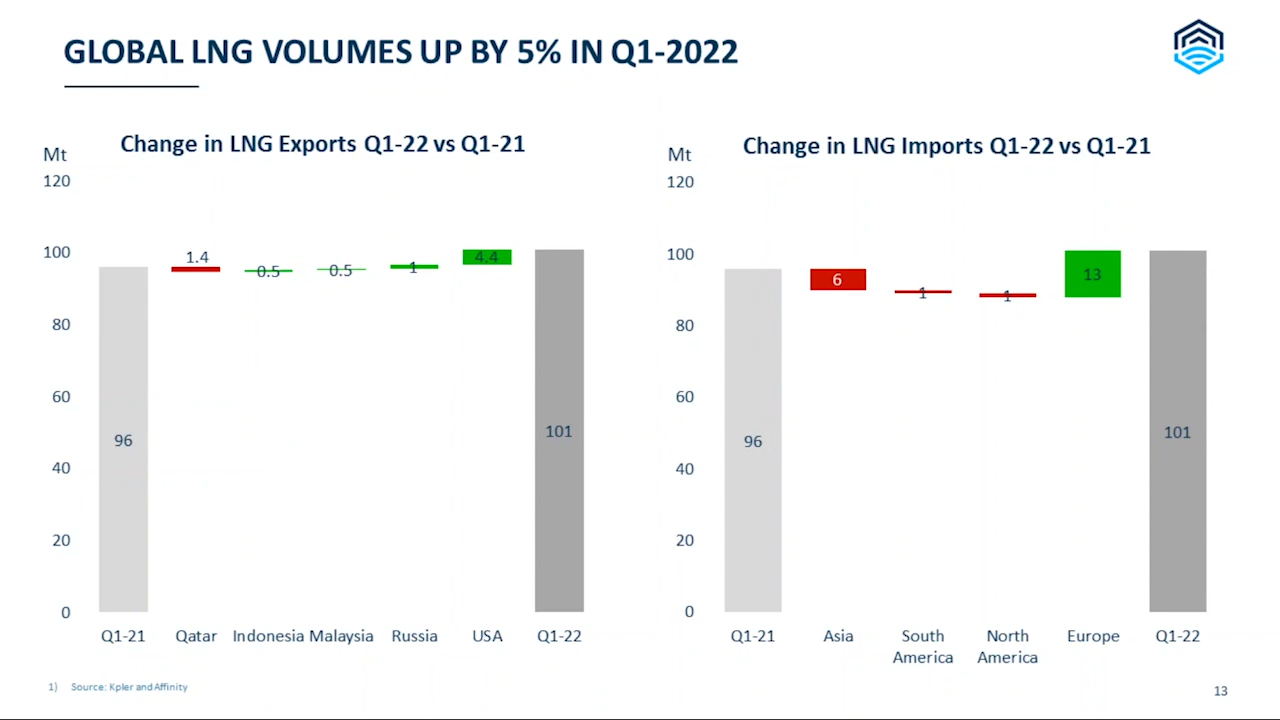 GLOBAL LNG VOLUMES UP BY 5% IN Q1-2022
Change in LNG Exports Q1-22 vs Q1-21
Mt
120
100
80
60
40
20
0
96
1.4
0.5
0.5
1
4.4
101
Q1-21
Qatar
Indonesia
Malaysia
Russia
USA
Q1-22
Change in LNG Imports Q1-22 vs Q1-21
Mt
120
100
80
60
40
20
0
96
6
1
1
13
101
Q1-21
Asia
South
America
North
America
Europe
Q1-22
1) Source: Kpler and Affinity
13